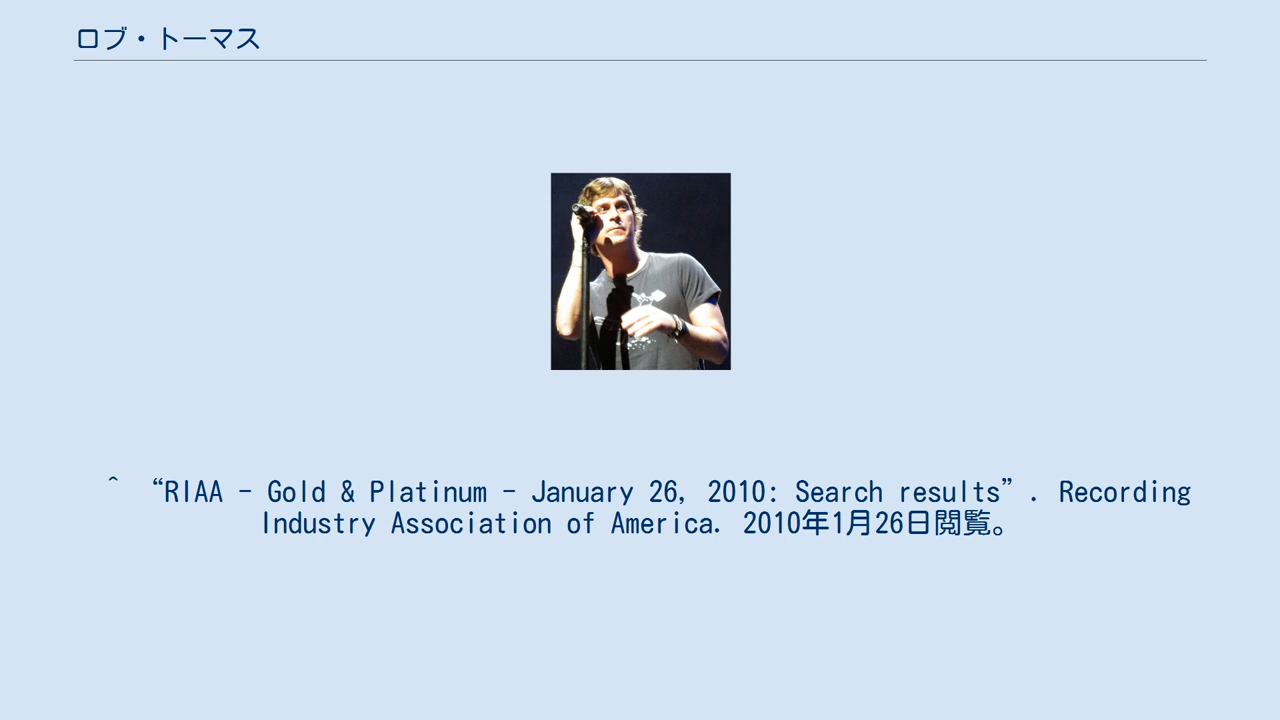 ロブ・トーマス
^ “RIAA – Gold & Platinum – January 26, 2010: Search results”. Recording
Industry Association of America. 2010年1月26日閲覧。